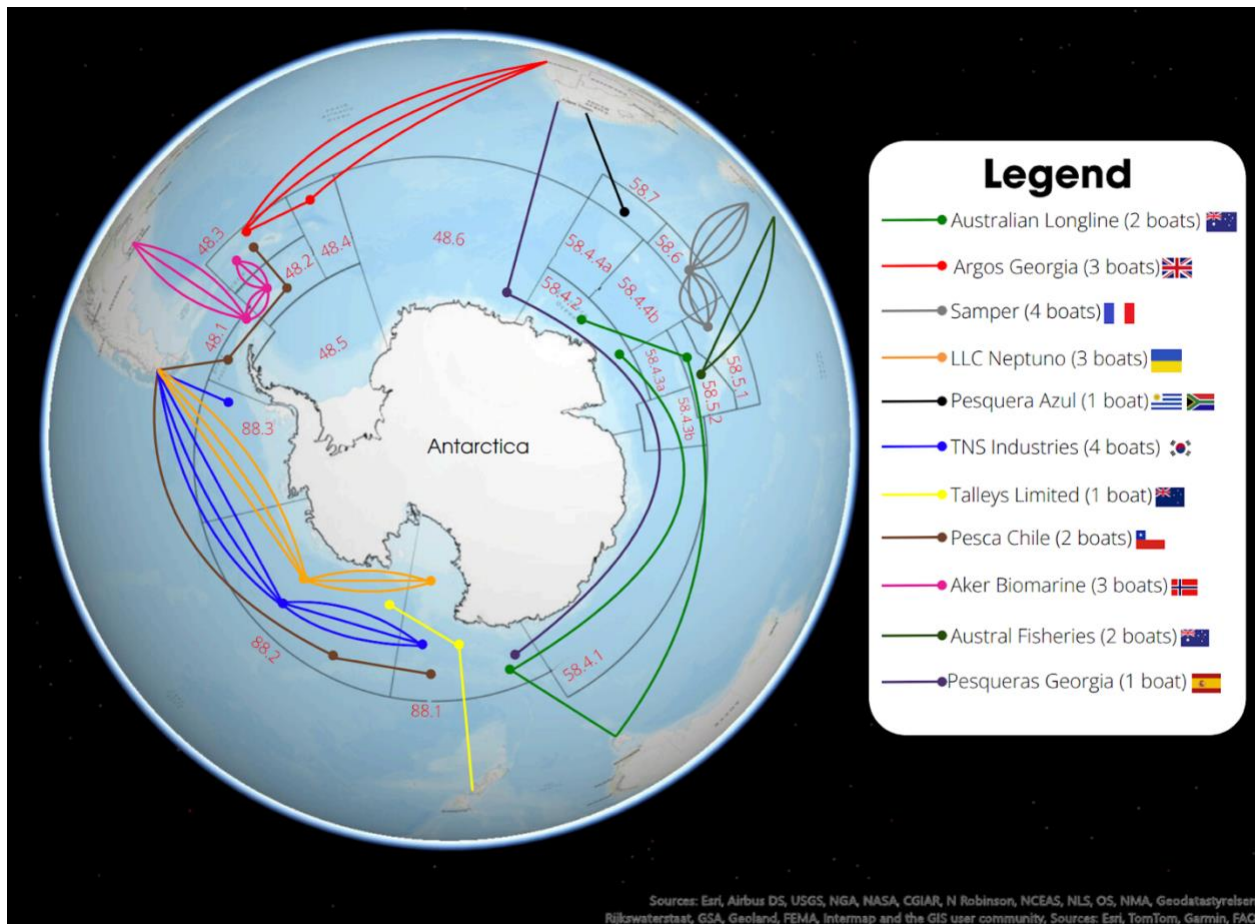 Legend
Australian Longline (2 boats)
Argos Georgia (3 boats)
Samper (4 boats)
LLC Neptuno (3 boats)
Pesquera Azul (1 boat)
TNS Industries (4 boats)
Talleys Limited (1 boat)
Pesca Chile (2 boats)
Aker Biomarine (3 boats)
Austral Fisheries (2 boats)
Pesqueras Georgia (1 boat)
48.3
48.2
48.4
48.6
58.7
58.6
58.4.4a
58.4.4b
58.4.2
48.1
48.5
58.4.3a
58.5.1
58.5.2
58.4.3b
88.3
Antarctica
88.2
58.4.1
88.1
Sources: Esri, Airbus DS, USGS, NGA, NASA, CGIAR, N Robinson, NCEAS, NLS, OS, NMA, Geodatastyrelsen
Rijkswaterstaat, GSA, Geoland, FEMA, Intermap and the GIS user community, Sources: Esri, TomTom, Garmin, FAO